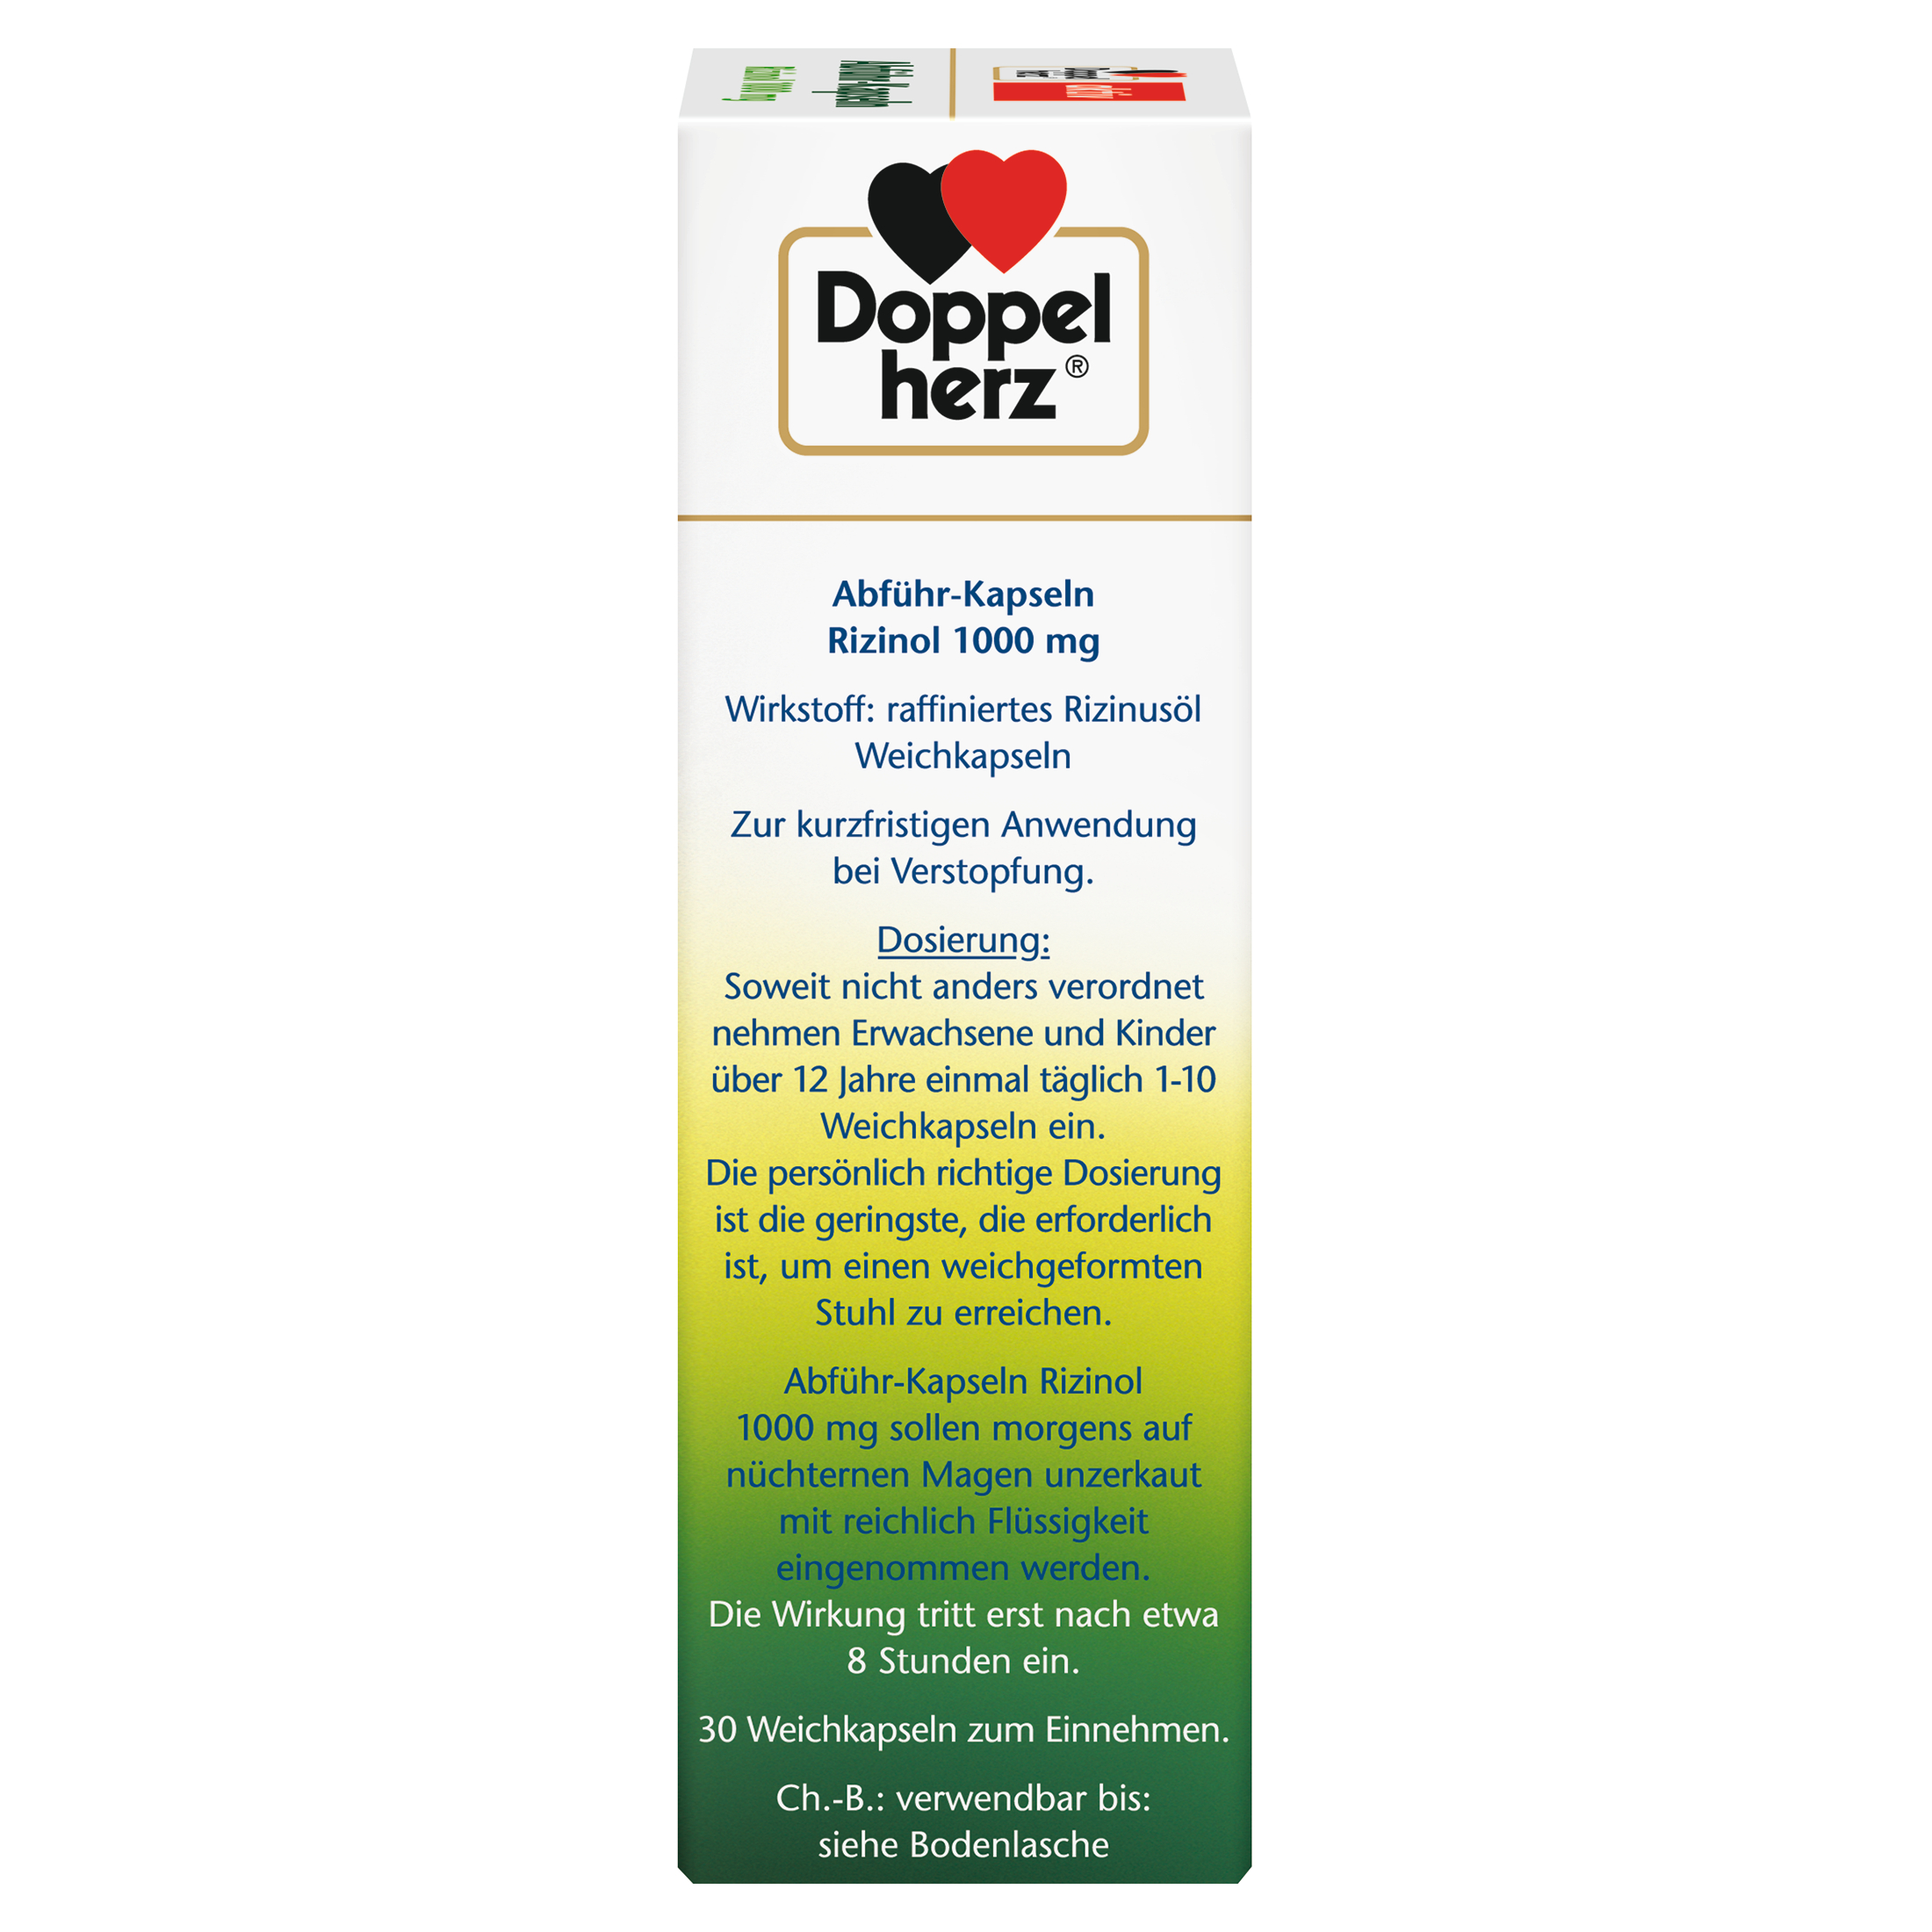 Doppel
herz®
Abführ-Kapseln
Rizinol 1000 mg
Wirkstoff: raffiniertes Rizinusöl
Weichkapseln
Zur kurzfristigen Anwendung
bei Verstopfung.
Dosierung:
Soweit nicht anders verordnet
nehmen Erwachsene und Kinder
über 12 Jahre einmal täglich 1-10
Weichkapseln ein.
Die persönlich richtige Dosierung
ist die geringste, die erforderlich
ist, um einen weichgeformten
Stuhl zu erreichen.
Abführ-Kapseln Rizinol
1000 mg sollen morgens auf
nüchternen Magen unzerkaut
mit reichlich Flüssigkeit
eingenommen werden.
Die Wirkung tritt erst nach etwa
8 Stunden ein.
30 Weichkapseln zum Einnehmen.
Ch.-B.: verwendbar bis:
siehe Bodenlasche